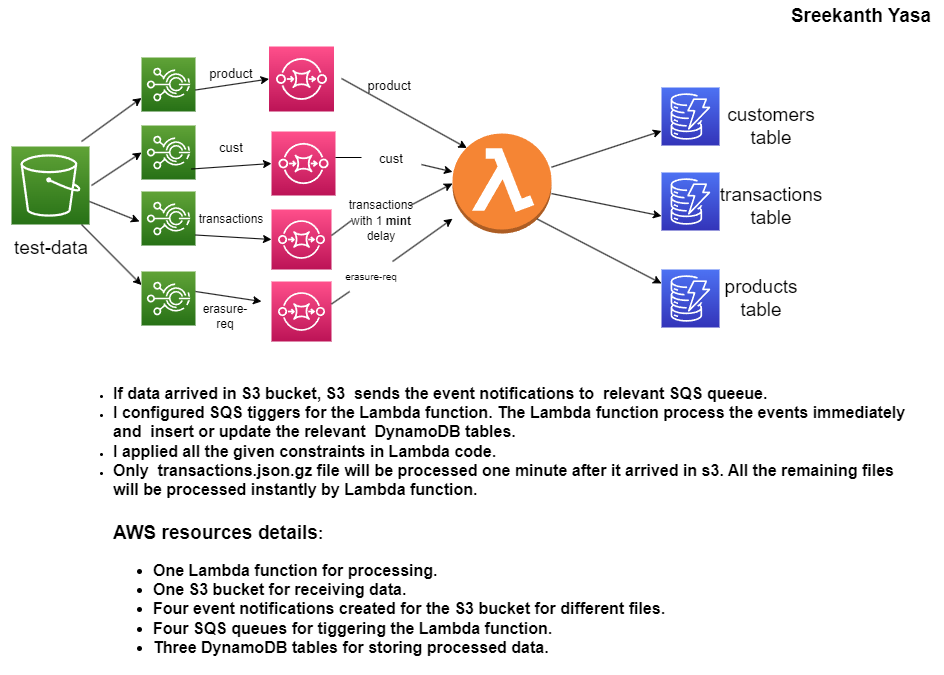 Sreekanth Yasa
product
product
cust
cust
transactions
transactions
with 1 mint
delay
erasure-
req
erasure-req
test-data
customers
table
transactions
table
products
table
If data arrived in S3 bucket, S3  sends the event notifications to  relevant SQS queeue.
I configured SQS tiggers for the Lambda function. The Lambda function process the events immediately
and  insert or update the relevant  DynamoDB tables.
I applied all the given constraints in Lambda code.
Only  transactions.json.gz file will be processed one minute after it arrived in s3. All the remaining files
will be processed instantly by Lambda function.
AWS resources details:
One Lambda function for processing.
One S3 bucket for receiving data.
Four event notifications created for the S3 bucket for different files.
Four SQS queues for tiggering the Lambda function.
Three DynamoDB tables for storing processed data.